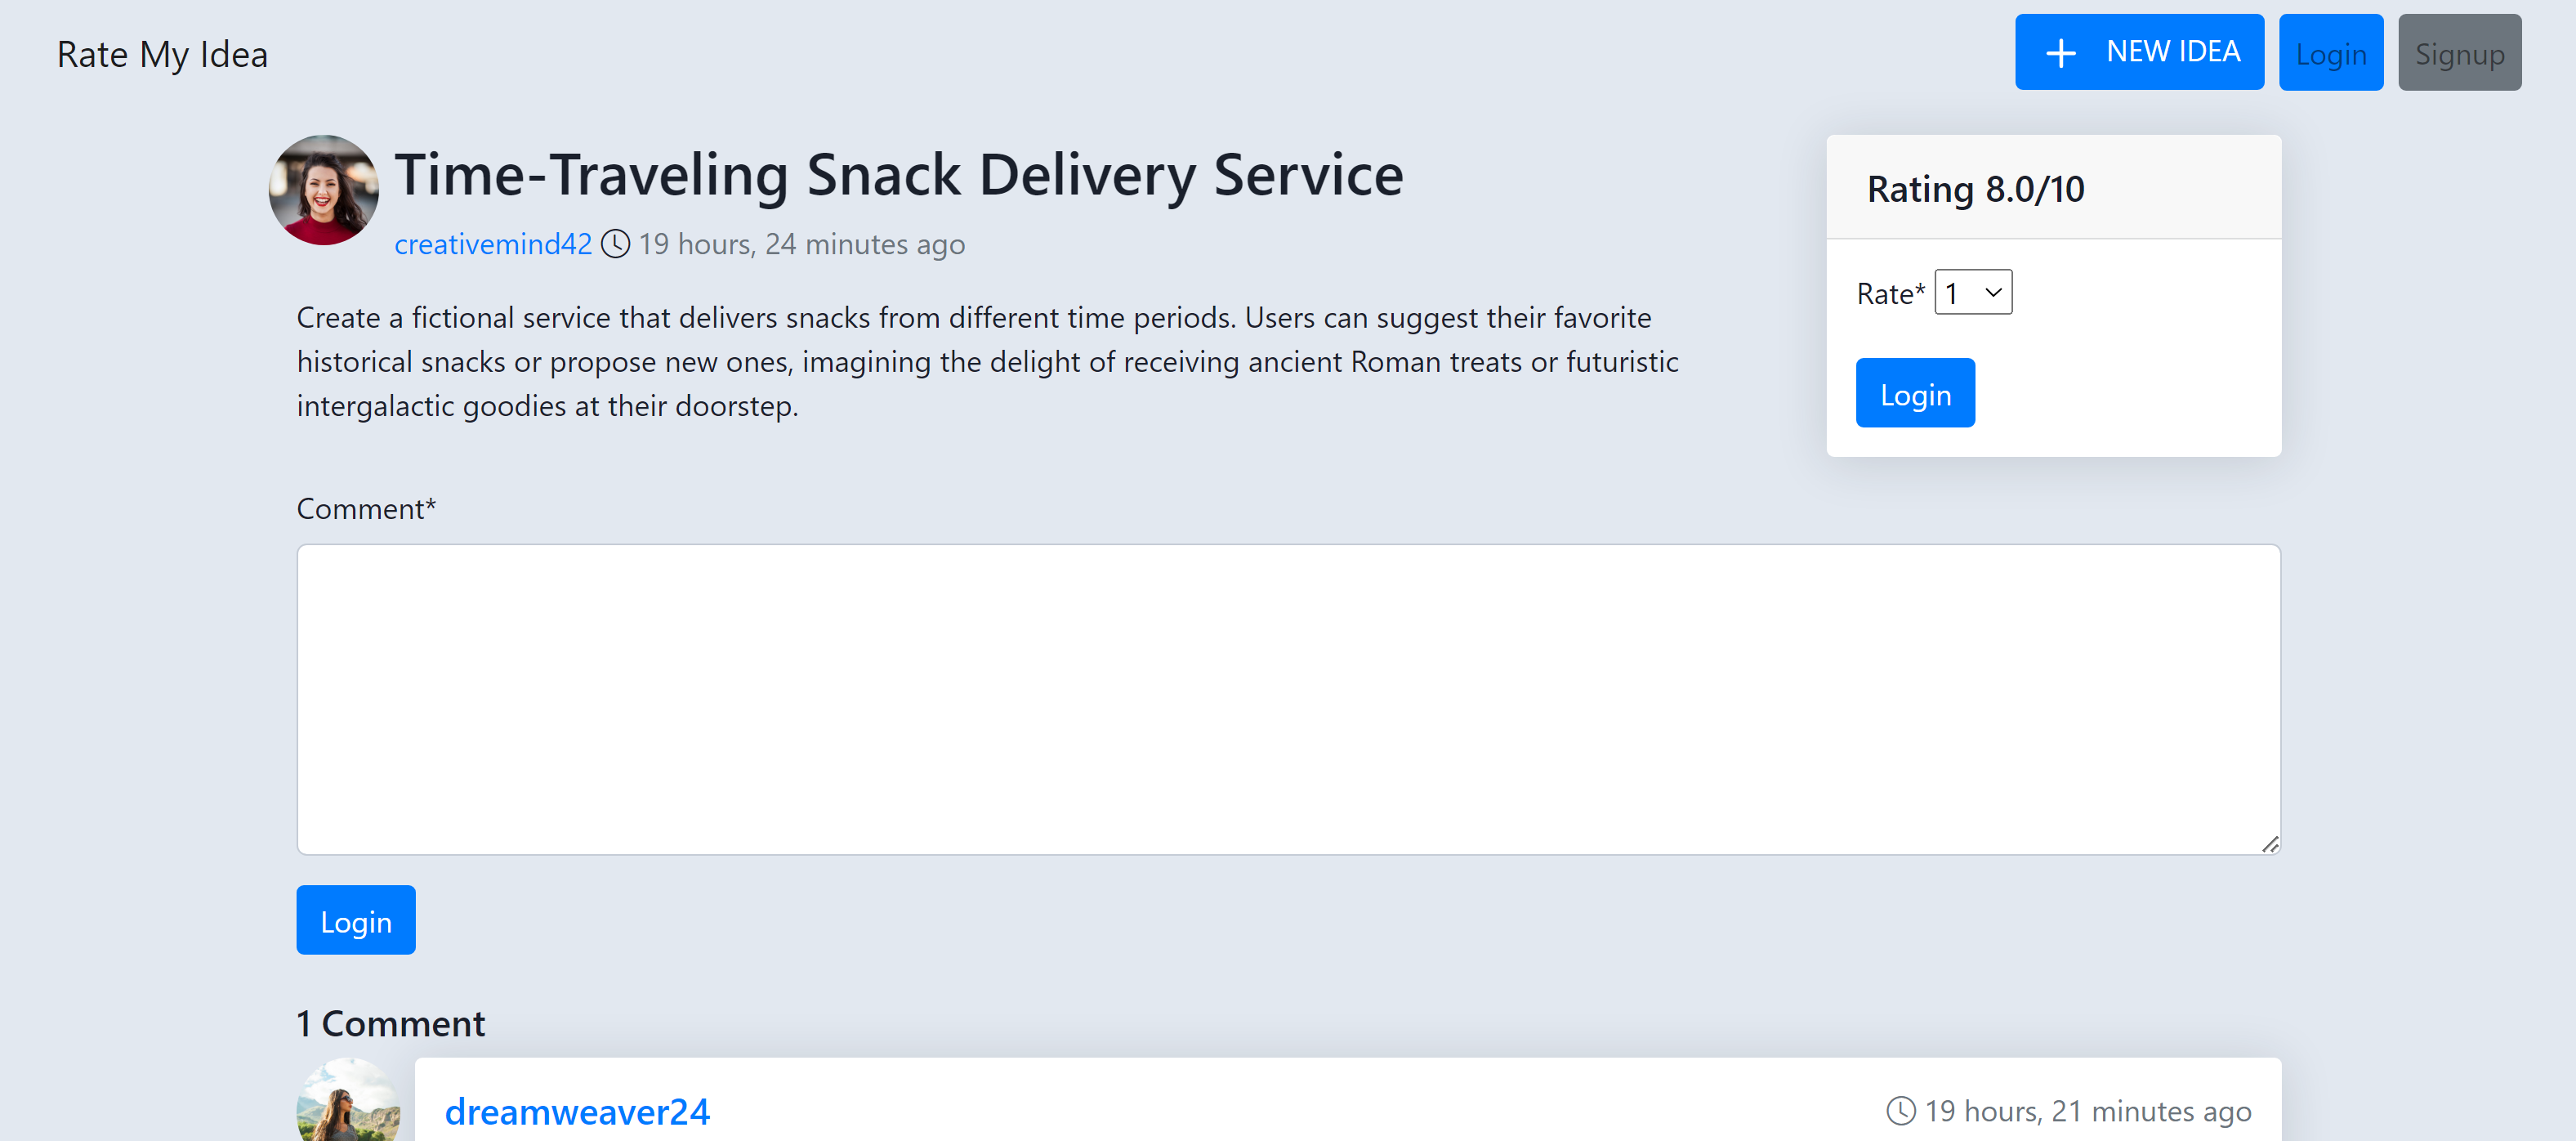 Rate My Idea
NEW IDEA
Login
Signup
Time-Traveling Snack Delivery Service
creativemind42 19 hours, 24 minutes ago
Create a fictional service that delivers snacks from different time periods. Users can suggest their favorite
historical snacks or propose new ones, imagining the delight of receiving ancient Roman treats or futuristic
intergalactic goodies at their doorstep.
Rating 8.0/10
Rate* 1
Login
Comment*
Login
1 Comment
dreamweaver24
19 hours, 21 minutes ago